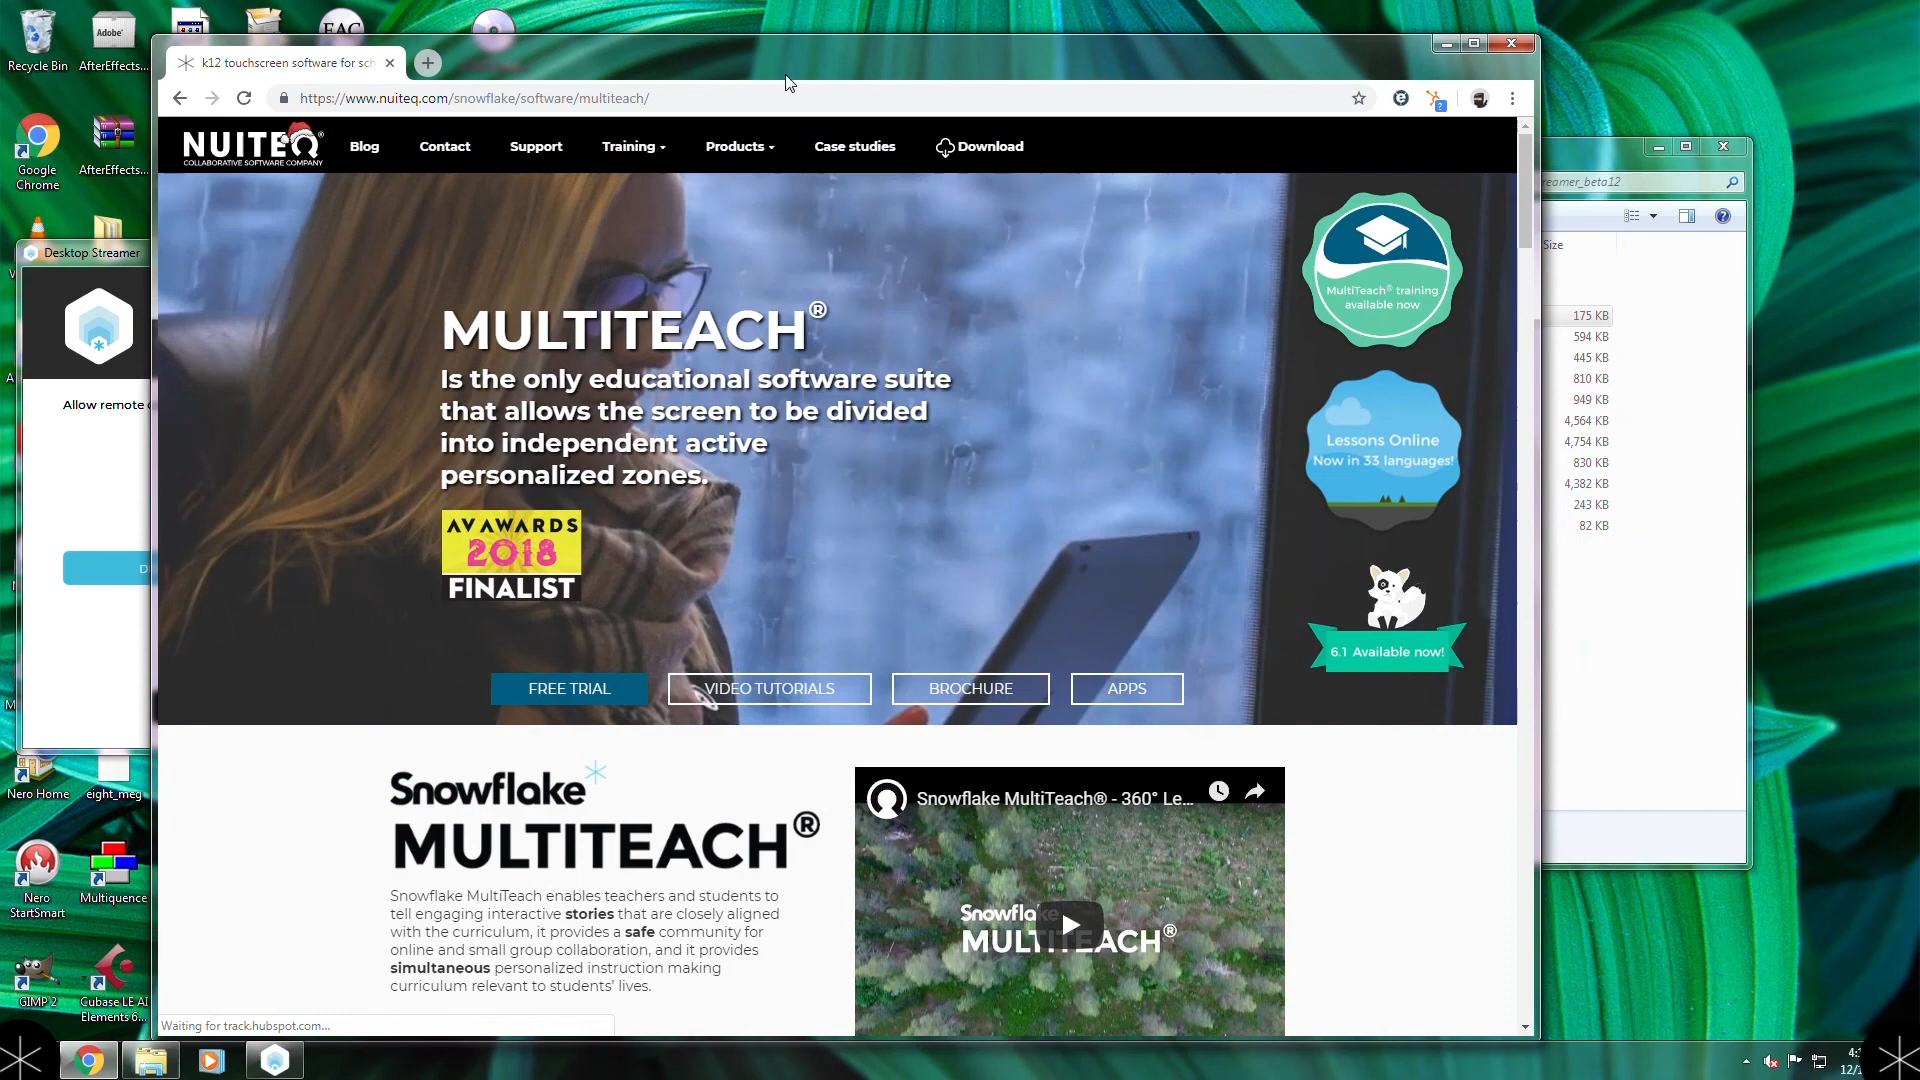 Recycle Bin
Adobe
AfterEffects...
EAC
k12 touchscreen software for sch
https://www.nuiteq.com/snowflake/software/multiteach/
NUITEQ®
COLLABORATIVE SOFTWARE COMPANY
Blog
Contact
Support
Training
Products
Case studies
Download
Google
Chrome
AfterEffects...
reamer_beta12
Size
175 KB
594 KB
445 KB
810 KB
949 KB
4,564 KB
4,754 KB
830 KB
4,382 KB
243 KB
82 KB
Desktop Streamer
Allow remote
MULTITEACH®
Is the only educational software suite
that allows the screen to be divided
into independent active
personalized zones.
AV AWARDS
2018
FINALIST
MultiTeach® training
available now
Lessons Online
Now in 33 languages!
6.1 Available now!
FREE TRIAL
VIDEO TUTORIALS
BROCHURE
APPS
Snowflake
MULTITEACH®
Snowflake MultiTeach enables teachers and students to
tell engaging interactive stories that are closely aligned
with the curriculum, it provides a safe community for
online and small group collaboration, and it provides
simultaneous personalized instruction making
curriculum relevant to students' lives.
Snowflake MultiTeach® - 360° Le...
Snowfla
MULTITEACH®
Nero Home
eight_meg
Nero
StartSmart
Multiquence
GIMP 2
Cubase LE AI
Elements 6...
Waiting for track.hubspot.com...
4:
12/1